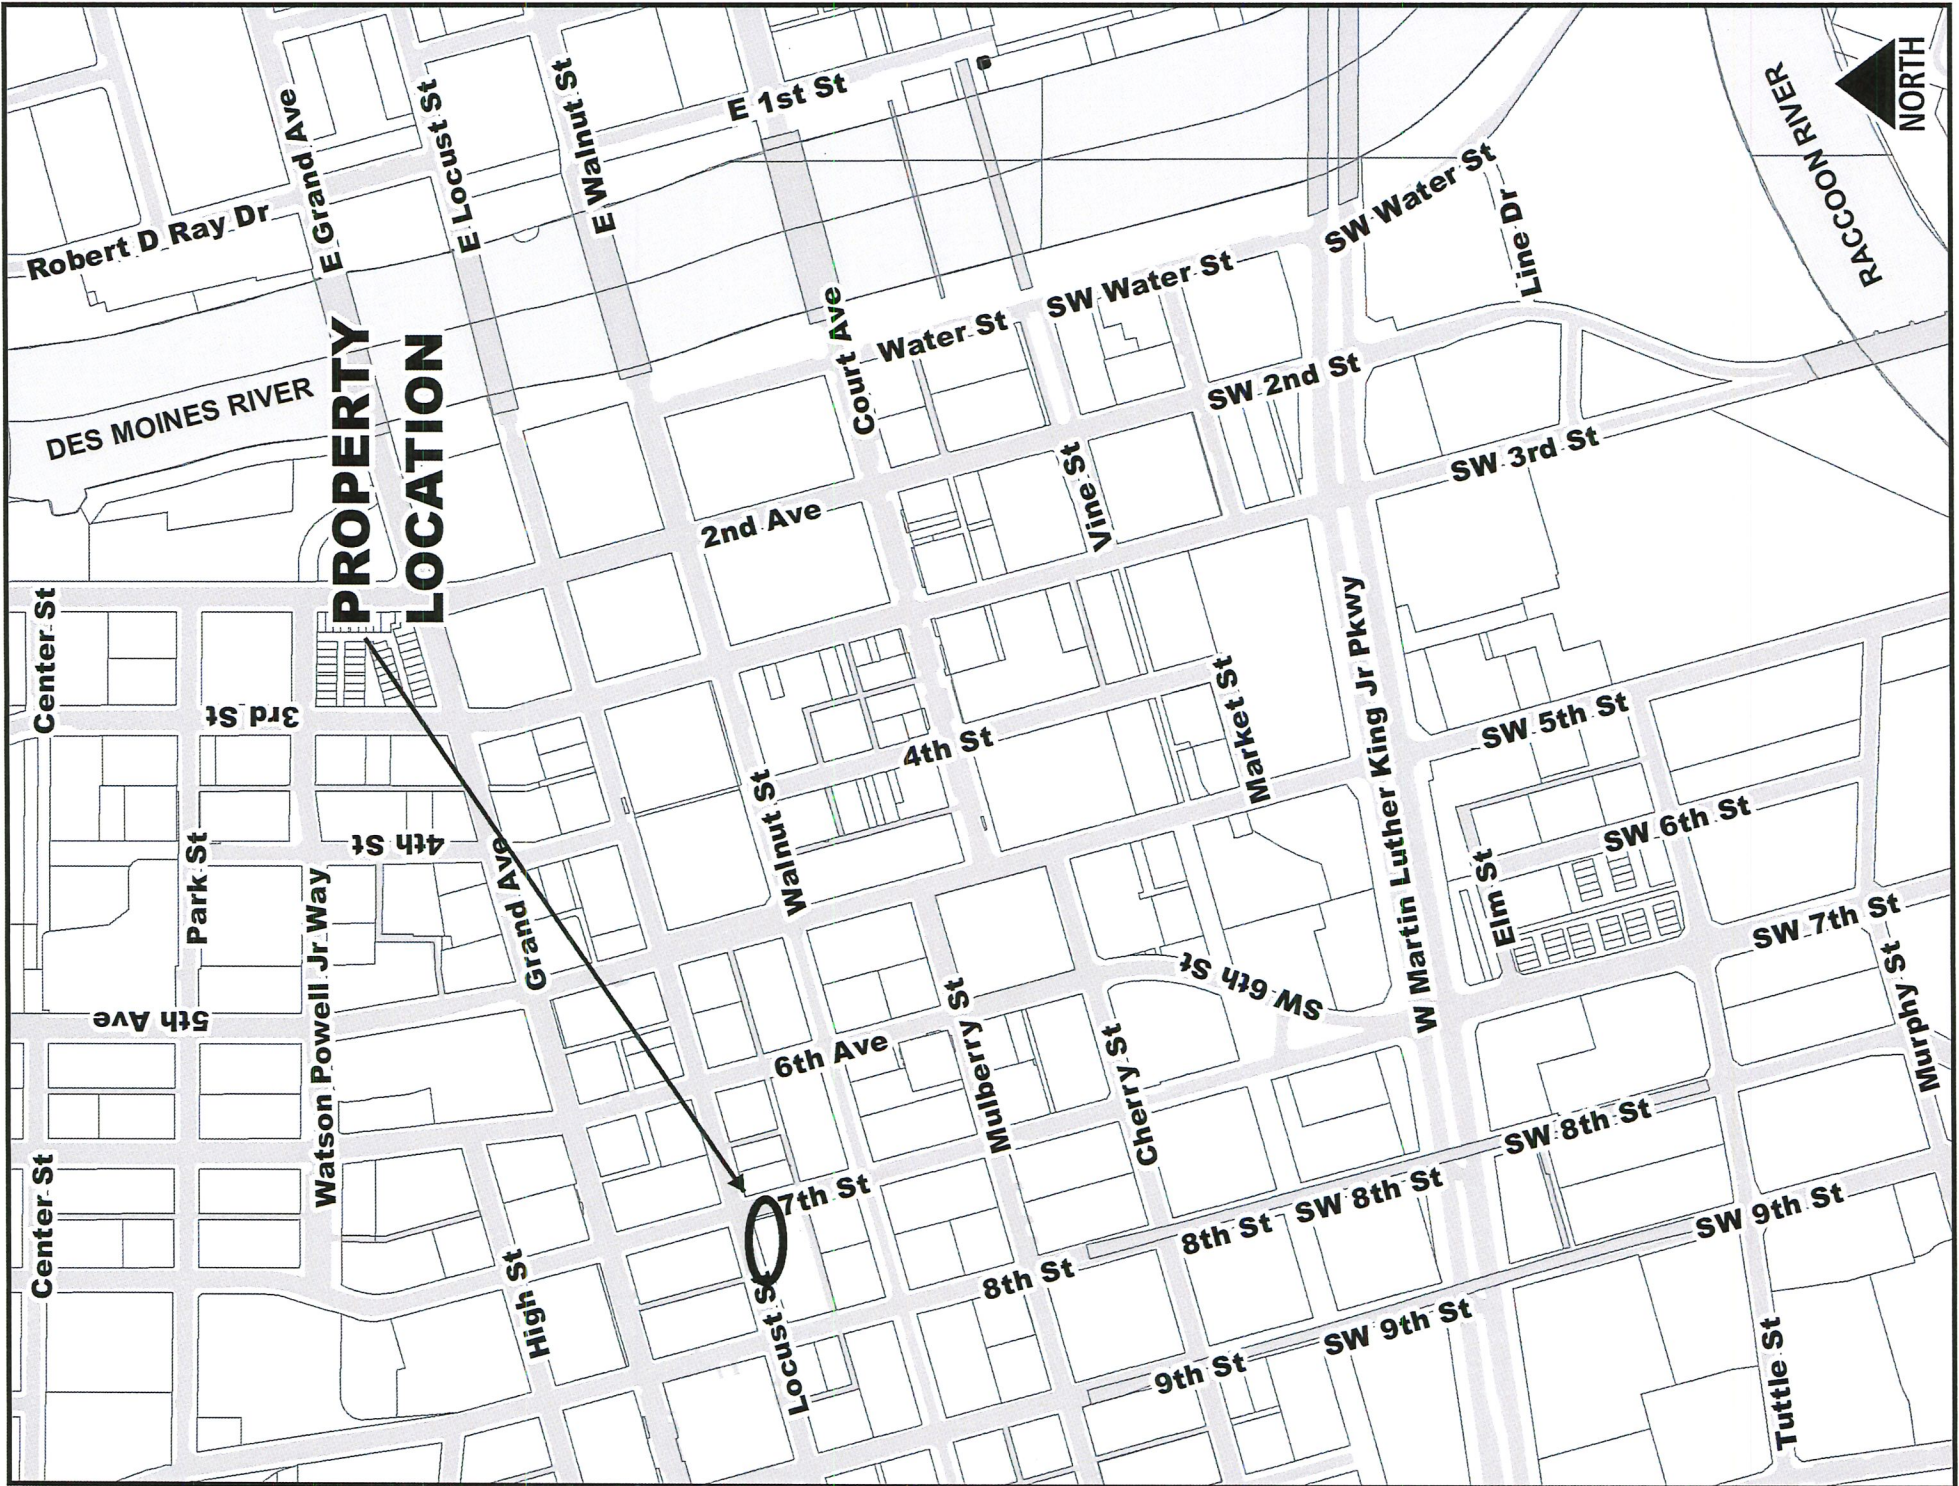 NORTH
RACCOON RIVER
E Grand Ave
E Locust St
E Walnut St
E 1st St
Robert D Ray Dr
DES MOINES RIVER
PROPERTY
LOCATION
SW Water St
Line Dr
SW Water St
Water St
Court Ave
SW 2nd St
SW 3rd St
2nd Ave
Vine St
Center St
3rd St
4th St
Park St
Watson Powell Jr Way
Grand Ave
5th Ave
Walnut St
4th St
Market St
W Martin Luther King Jr Pkwy
SW 5th St
SW 6th St
Elm St
SW 7th St
Murphy St
SW 6th St
6th Ave
Mulberry St
Cherry St
SW 8th St
SW 8th St
8th St
8th St
7th St
Center St
High St
Locust St
9th St
SW 9th St
SW 9th St
Tuttle St